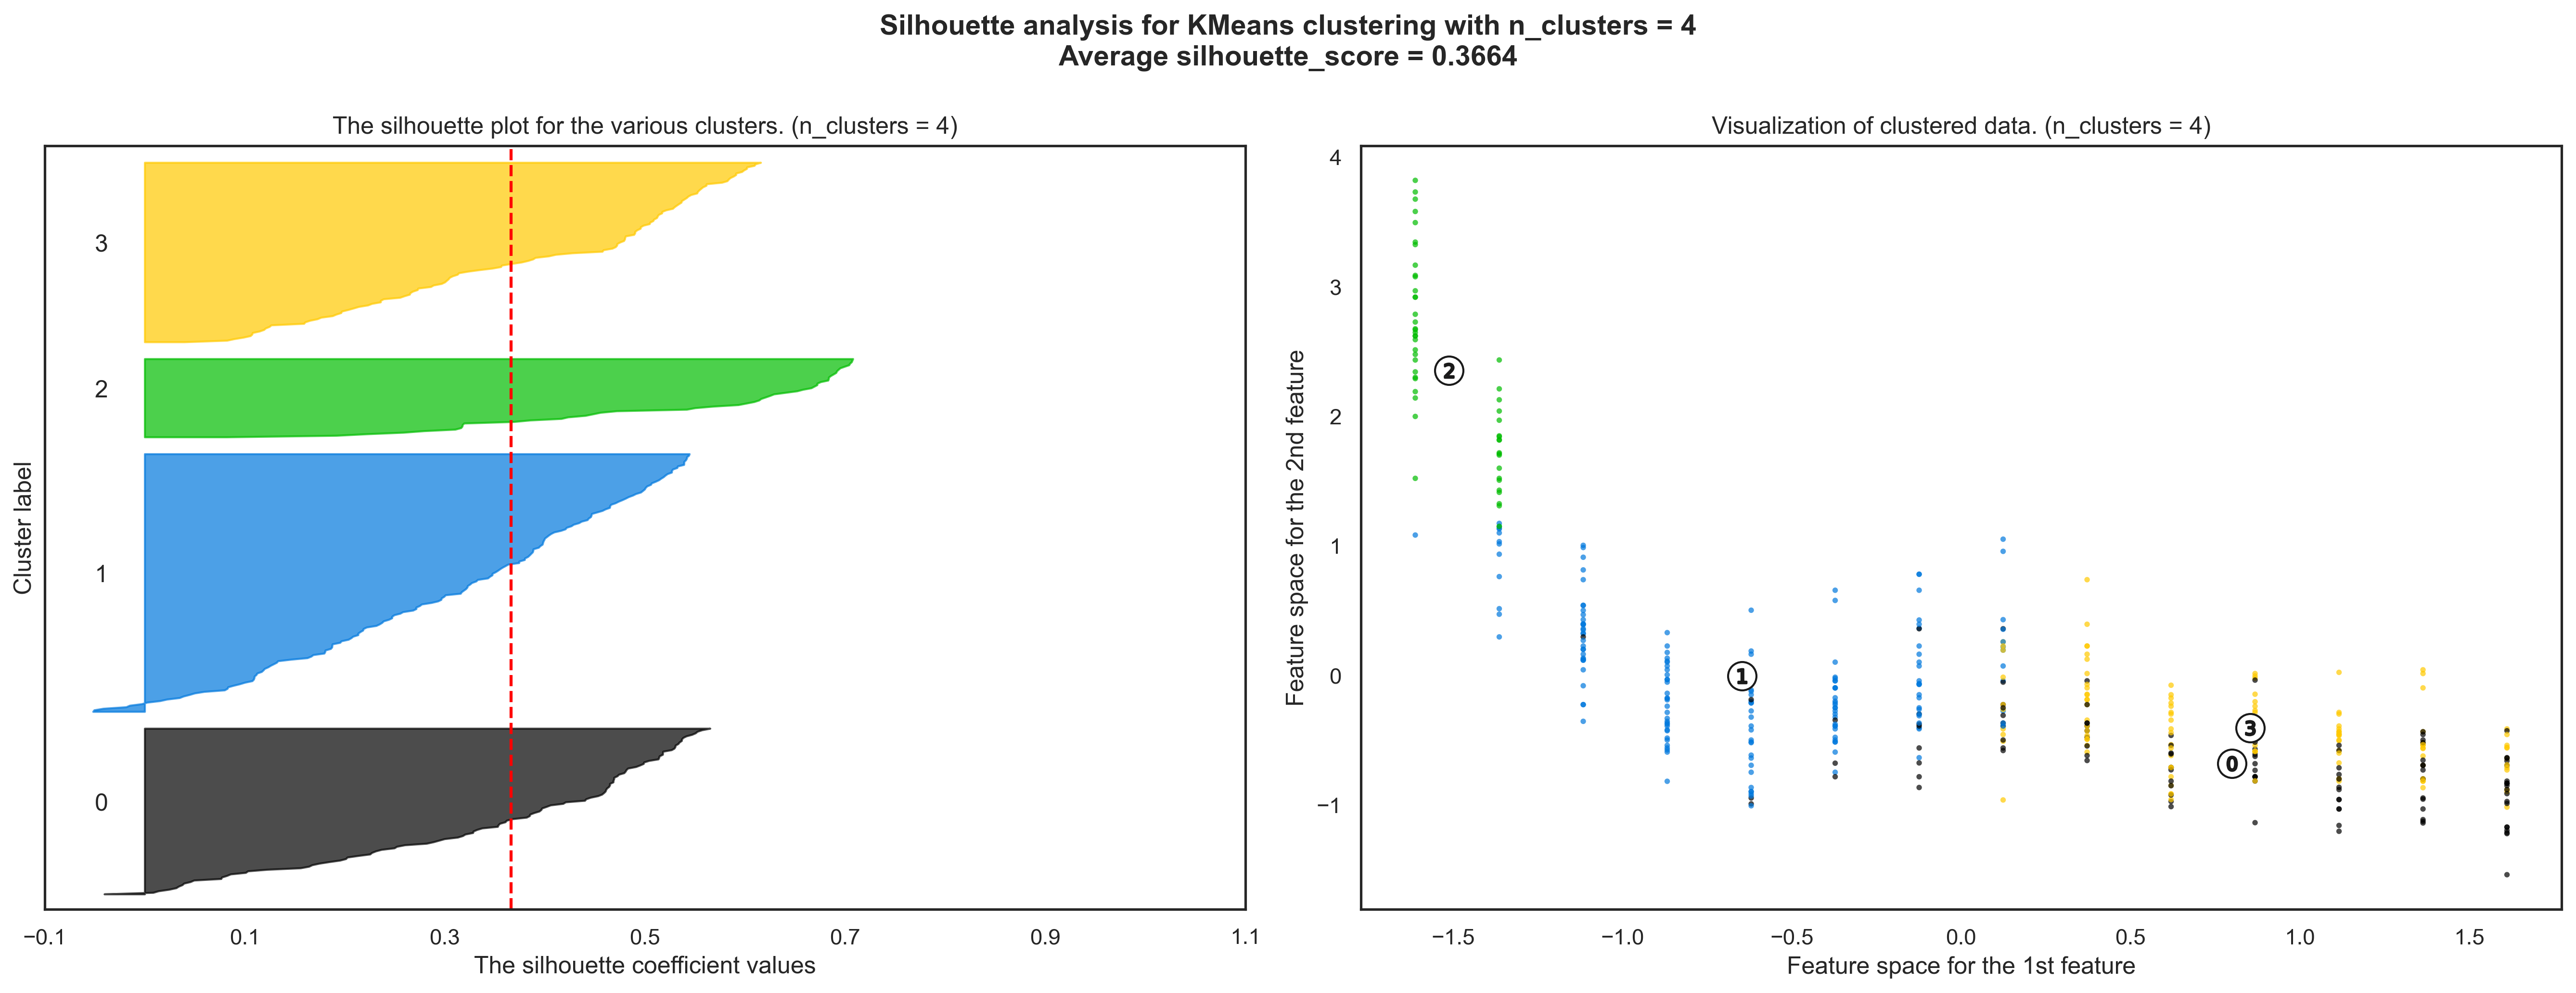 Silhouette analysis for KMeans clustering with n_clusters = 4
Average silhouette_score = 0.3664
The silhouette plot for the various clusters. (n_clusters = 4)
3
2
1
0
Cluster label
−0.1 0.1 0.3 0.5 0.7 0.9 1.1
The silhouette coefficient values
Visualization of clustered data. (n_clusters = 4)
4
3
2
1
0
−1
Feature space for the 2nd feature
2
1
3
0
−1.5 −1.0 −0.5 0.0 0.5 1.0 1.5
Feature space for the 1st feature